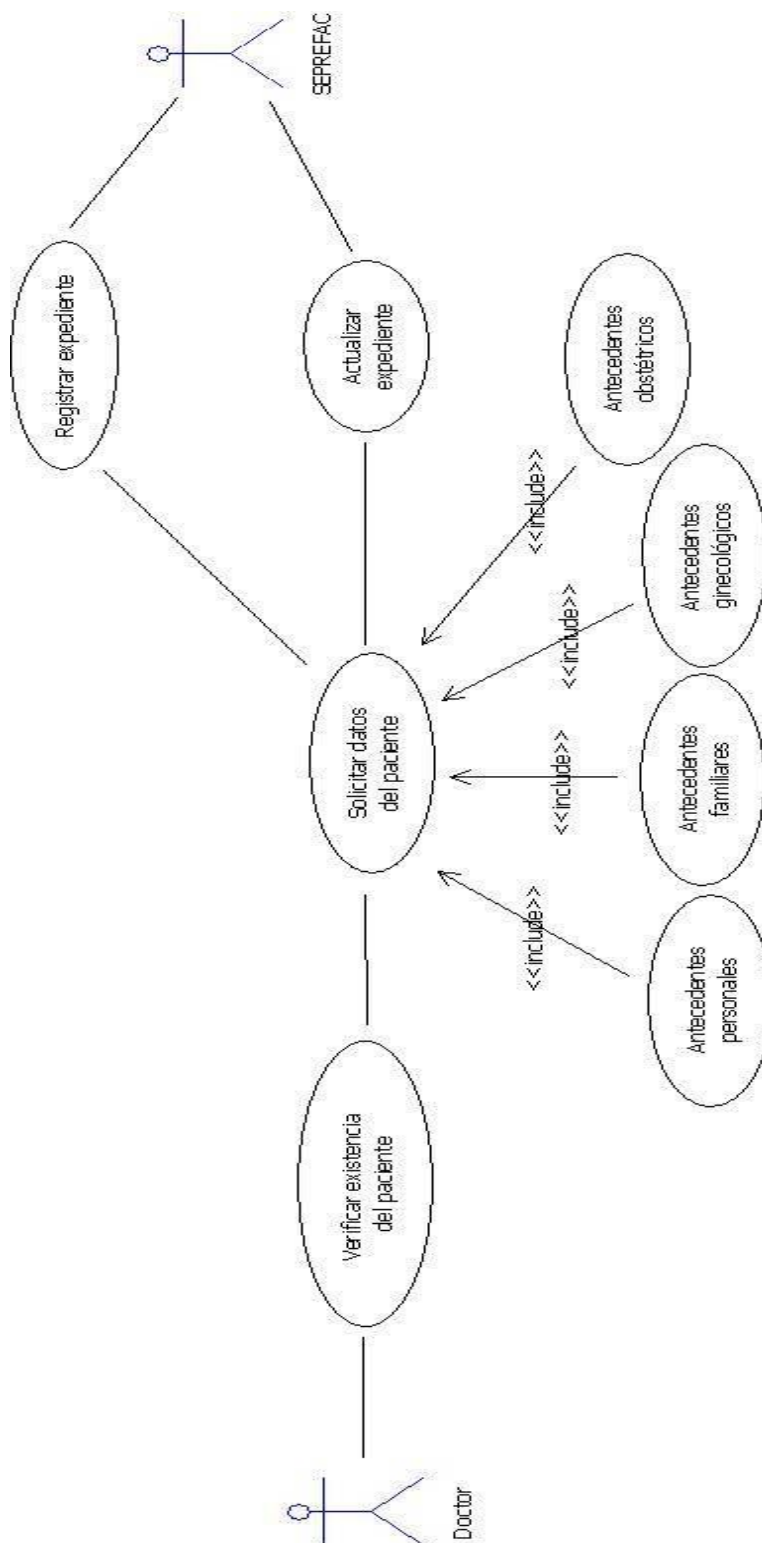 Doctor
Verificar existencia
del paciente
Solicitar datos
del paciente
Registrar expediente
Actualizar
expediente
SEPREFAC
<<include>>
<<include>>
<<include>>
<<include>>
Antecedentes
personales
Antecedentes
familiares
Antecedentes
ginecológicos
Antecedentes
obstétricos